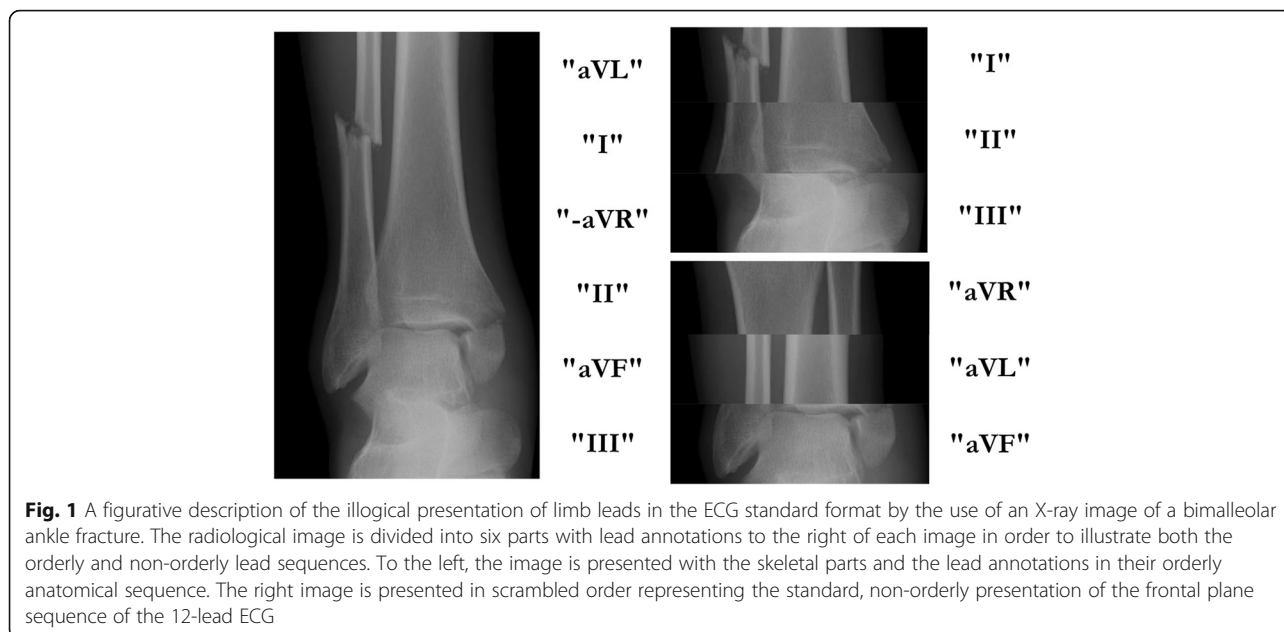 "aVL"
"I"
"-aVR"
"II"
"aVF"
"III"
"I"
"II"
"III"
"aVR"
"aVL"
"aVF"
Fig. 1 A figurative description of the illogical presentation of limb leads in the ECG standard format by the use of an X-ray image of a bimalleolar
ankle fracture. The radiological image is divided into six parts with lead annotations to the right of each image in order to illustrate both the
orderly and non-orderly lead sequences. To the left, the image is presented with the skeletal parts and the lead annotations in their orderly
anatomical sequence. The right image is presented in scrambled order representing the standard, non-orderly presentation of the frontal plane
sequence of the 12-lead ECG